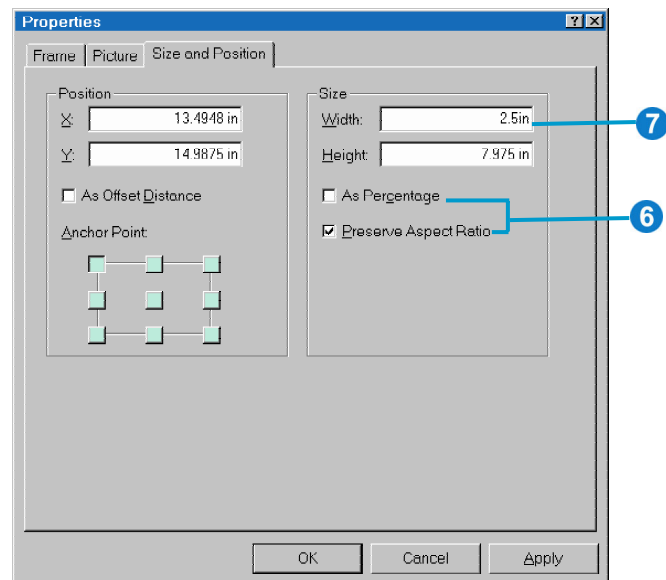 Properties
Frame
Picture
Size and Position
Position
X:
13.4948 in
Y:
14.9875 in
As Offset Distance
Anchor Point:
Size
Width:
2.5in
7
Height:
7.975 in
As Percentage
Preserve Aspect Ratio
6
OK
Cancel
Apply